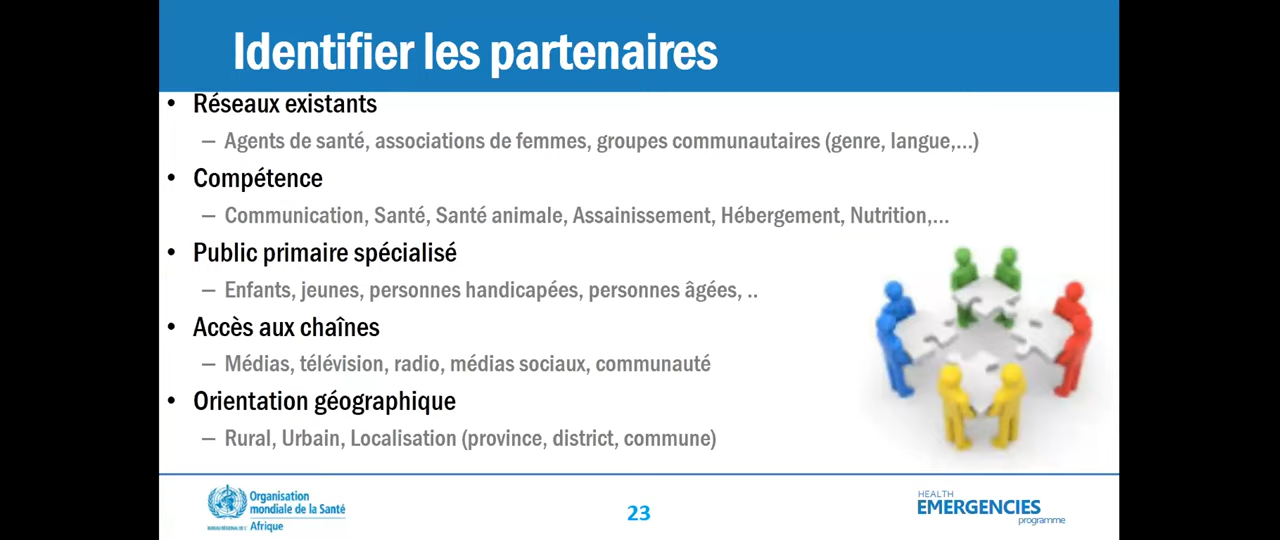 Identifier les partenaires
• Réseaux existants
– Agents de santé, associations de femmes, groupes communautaires (genre, langue,...)
• Compétence
– Communication, Santé, Santé animale, Assainissement, Hébergement, Nutrition,...
• Public primaire spécialisé
– Enfants, jeunes, personnes handicapées, personnes âgées, ..
• Accès aux chaînes
– Médias, télévision, radio, médias sociaux, communauté
• Orientation géographique
– Rural, Urbain, Localisation (province, district, commune)
Organisation
mondiale de la Santé
Afrique
23
HEALTH
EMERGENCIES
programme